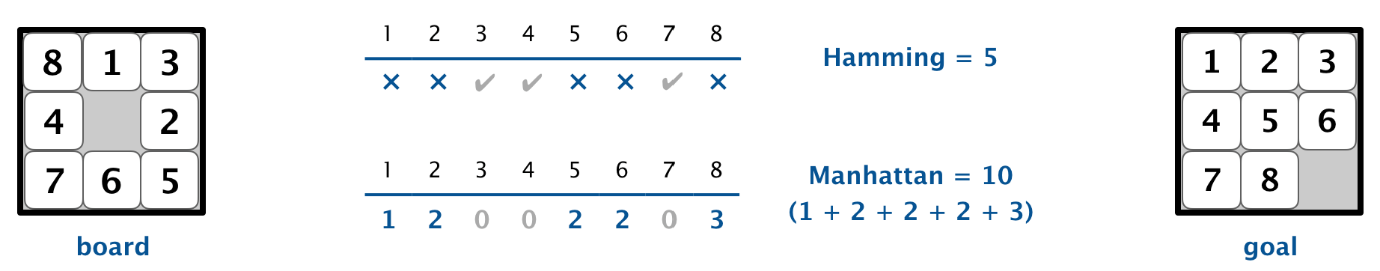 8 1 3
4 2
7 6 5
board
1 2 3 4 5 6 7 8
× × ✓ ✓ × × ✓ ×
Hamming = 5
1 2 3 4 5 6 7 8
1 2 0 0 2 2 0 3
Manhattan = 10
(1 + 2 + 2 + 2 + 3)
1 2 3
4 5 6
7 8
goal